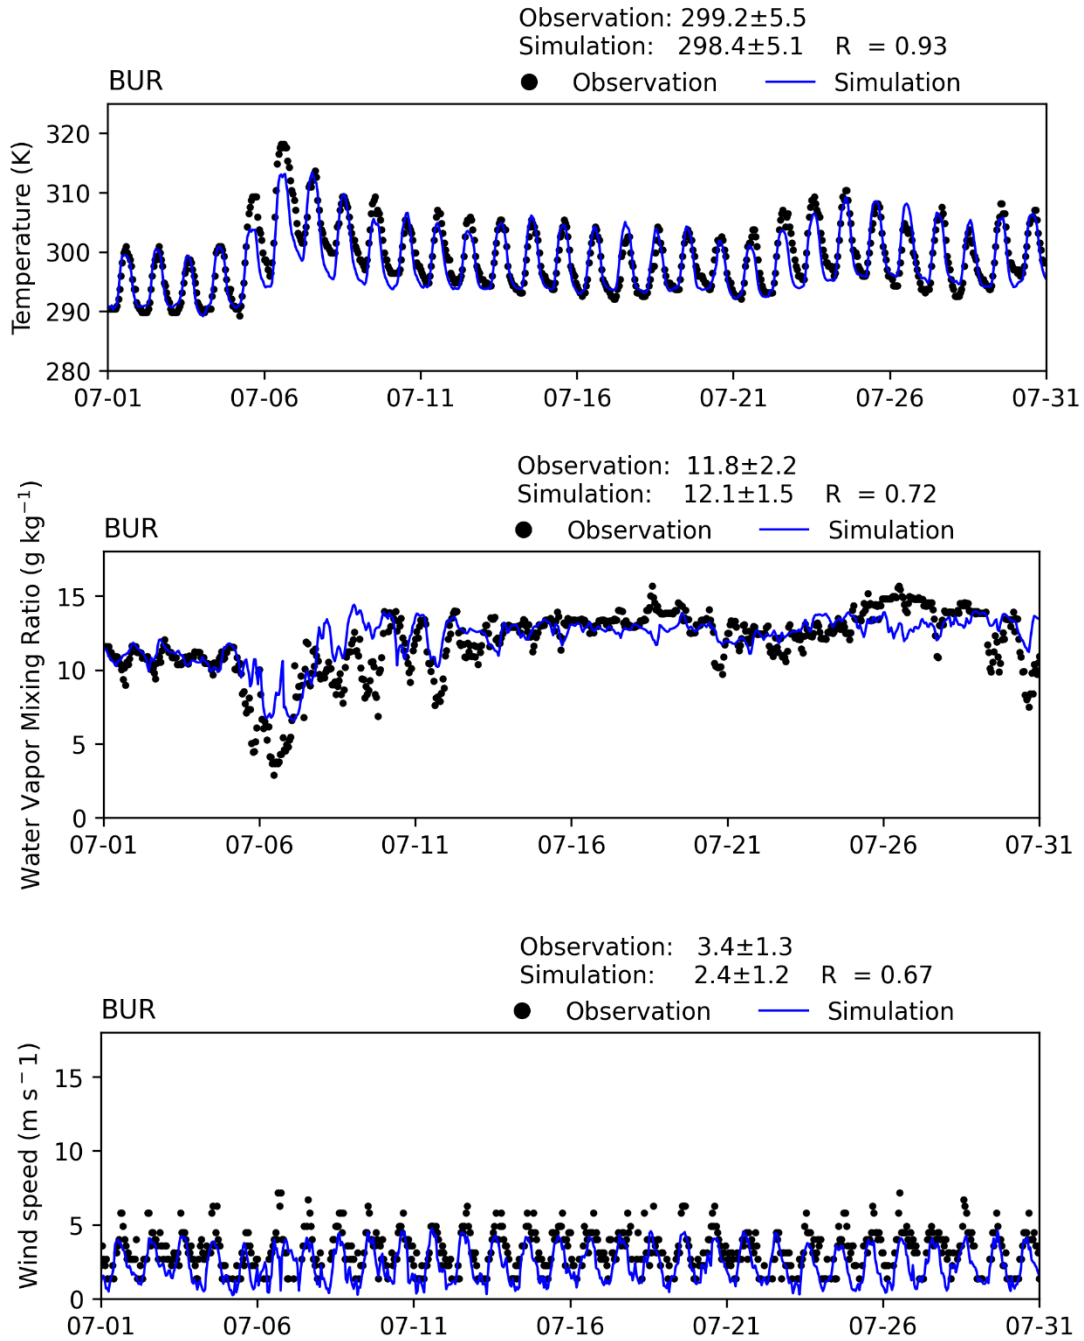 Observation: 299.2±5.5
Simulation: 298.4±5.1 R = 0.93
BUR
Observation Simulation
Temperature (K)
320
310
300
290
280
07-01 07-06 07-11 07-16 07-21 07-26 07-31
Observation: 11.8±2.2
Simulation: 12.1±1.5 R = 0.72
BUR
Observation Simulation
Water Vapor Mixing Ratio (g kg⁻¹)
15
10
5
0
07-01 07-06 07-11 07-16 07-21 07-26 07-31
Observation: 3.4±1.3
Simulation: 2.4±1.2 R = 0.67
BUR
Observation Simulation
Wind speed (m s⁻1)
15
10
5
0
07-01 07-06 07-11 07-16 07-21 07-26 07-31